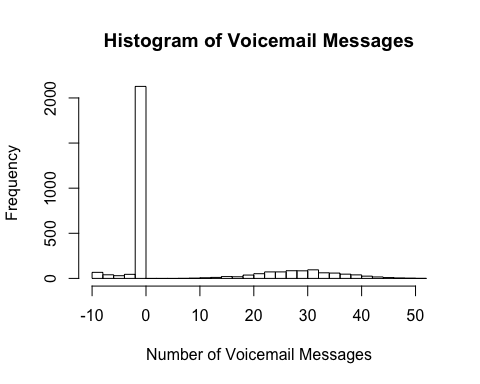 Histogram of Voicemail Messages
Frequency
2000
1000
500
0
-10 0 10 20 30 40 50
Number of Voicemail Messages